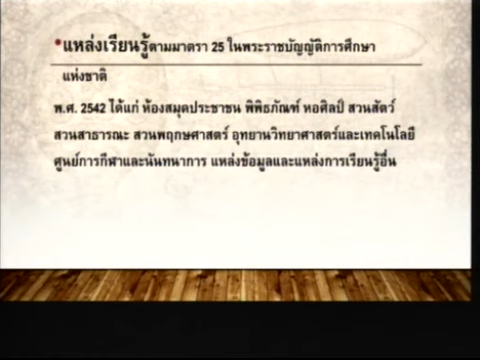 •แหล่งเรียนรู้ตามมาตรา 25 ในพระราชบัญญัติการศึกษา
แห่งชาติ
พ.ศ. 2542 ได้แก่ ห้องสมุดประชาชน พิพิธภัณฑ์ หอศิลป์ สวนสัตว์
สวนสาธารณะ สวนพฤกษศาสตร์ อุทยานวิทยาศาสตร์และเทคโนโลยี
ศูนย์การกีฬาและนันทนาการ แหล่งข้อมูลและแหล่งการเรียนรู้อื่น